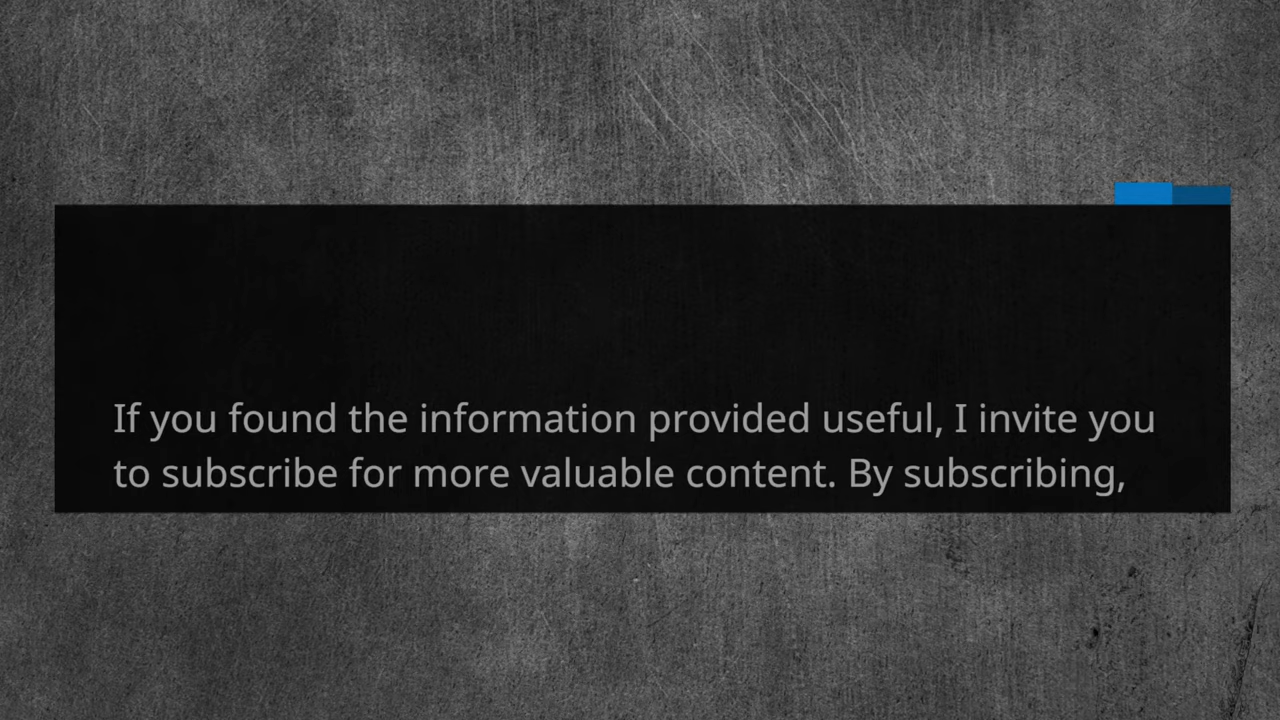 If you found the information provided useful, I invite you
to subscribe for more valuable content. By subscribing,